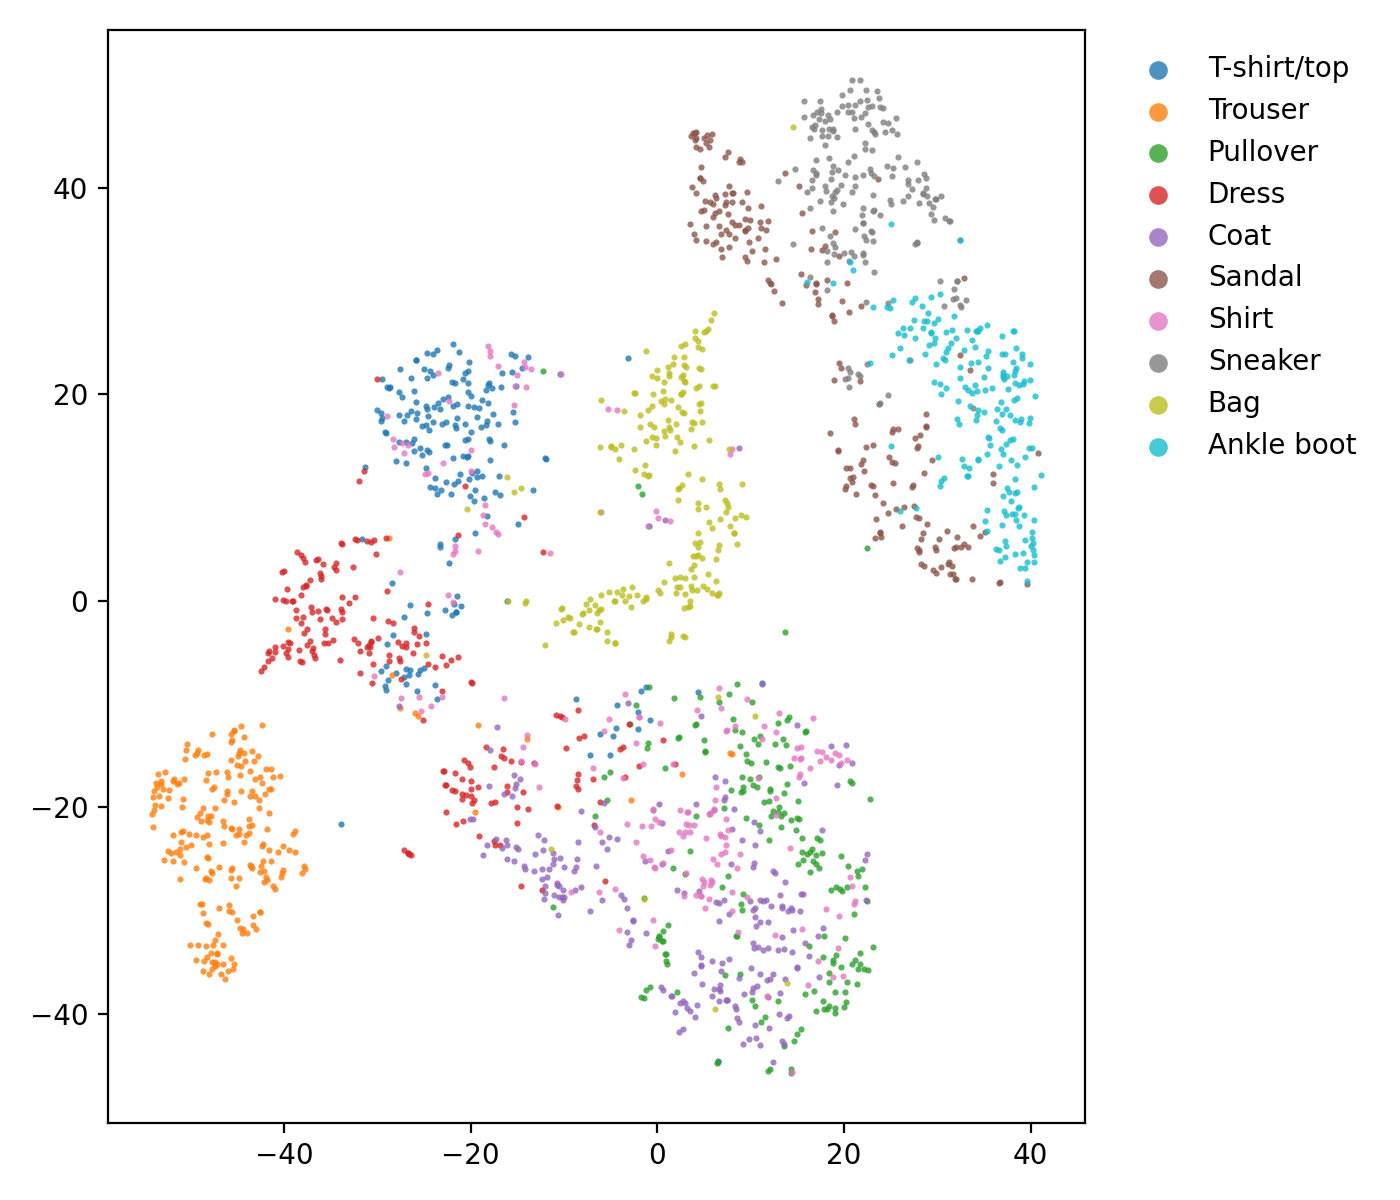 T-shirt/top
Trouser
Pullover
Dress
Coat
Sandal
Shirt
Sneaker
Bag
Ankle boot
40
20
0
−20
−40
−40 −20 0 20 40